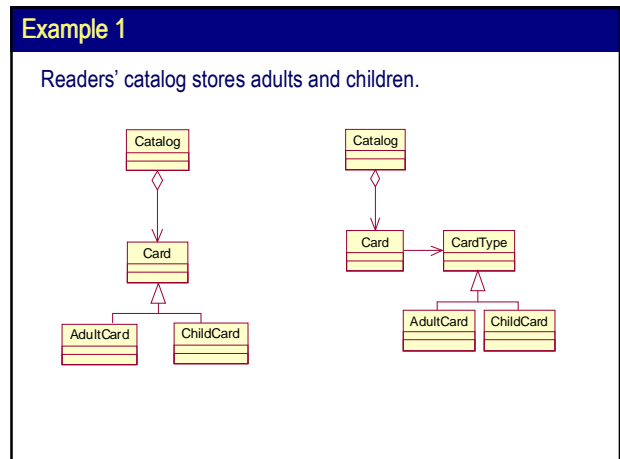 Example 1
Readers' catalog stores adults and children.
Catalog
Card
AdultCard
ChildCard
Catalog
Card
CardType
AdultCard
ChildCard